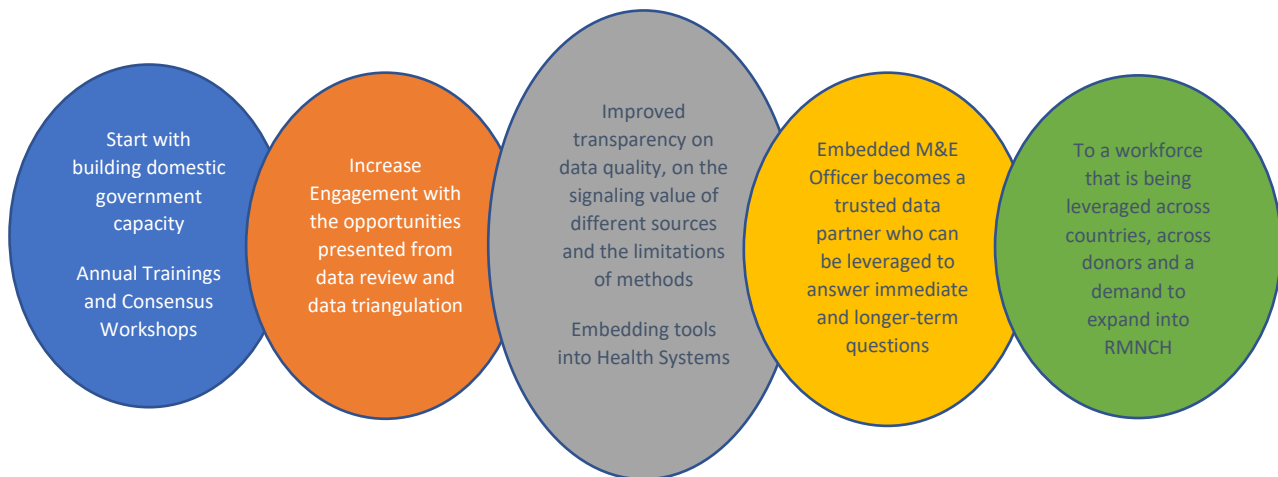 Start with
building domestic
government
capacity
Annual Trainings
and Consensus
Workshops
Increase
Engagement with
the opportunities
presented from
data review and
data triangulation
Improved
transparency on
data quality, on the
signaling value of
different sources
and the limitations
of methods
Embedding tools
into Health Systems
Embedded M&E
Officer becomes a
trusted data
partner who can
be leveraged to
answer immediate
and longer-term
questions
To a workforce
that is being
leveraged across
countries, across
donors and a
demand to
expand into
RMNCH